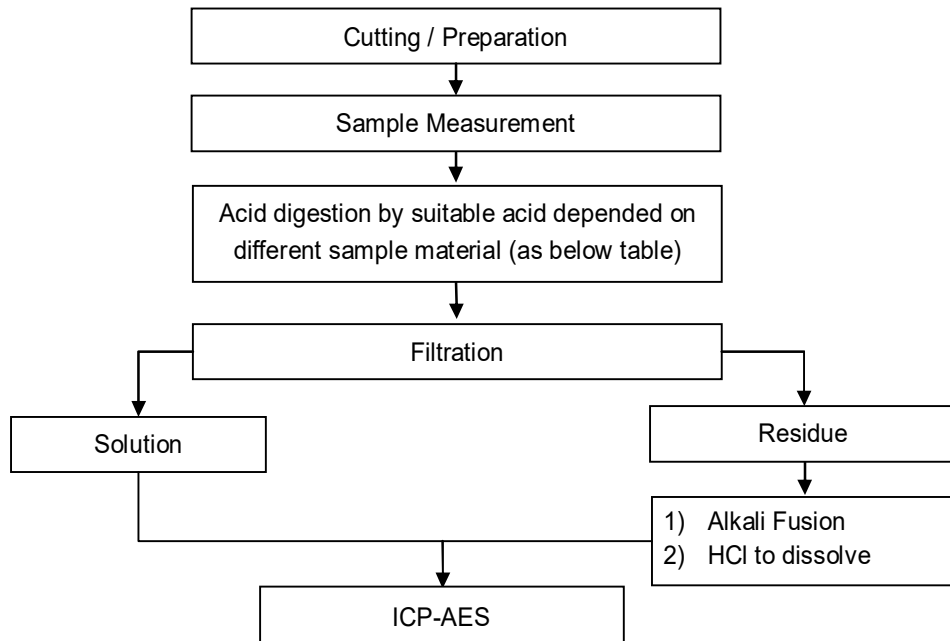 Cutting / Preparation
Sample Measurement
Acid digestion by suitable acid depended on
different sample material (as below table)
Filtration
Solution
Residue
1) Alkali Fusion
2) HCl to dissolve
ICP-AES